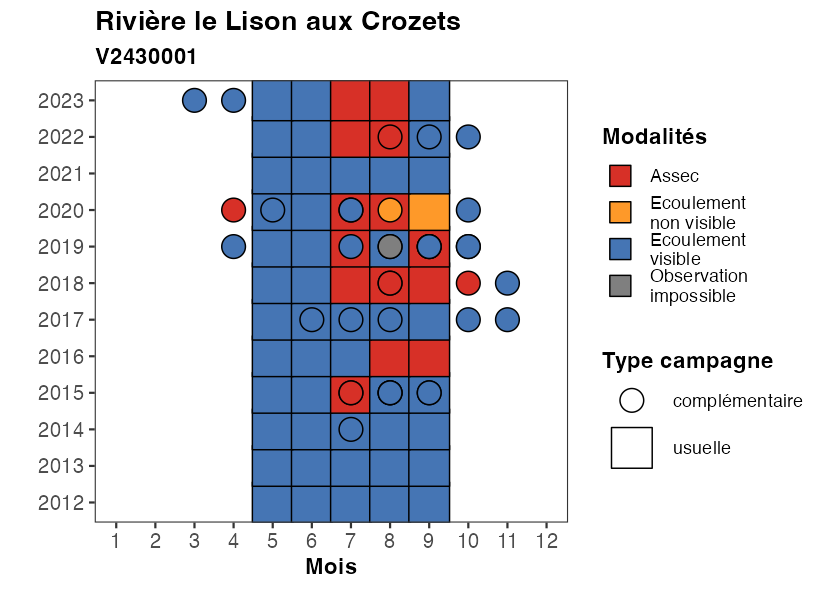 Rivière le Lison aux Crozets
V2430001
2023
2022
2021
2020
2019
2018
2017
2016
2015
2014
2013
2012
1 2 3 4 5 6 7 8 9 10 11 12
Mois
Modalités
Assec
Ecoulement
non visible
Ecoulement
visible
Observation
impossible
Type campagne
complémentaire
usuelle